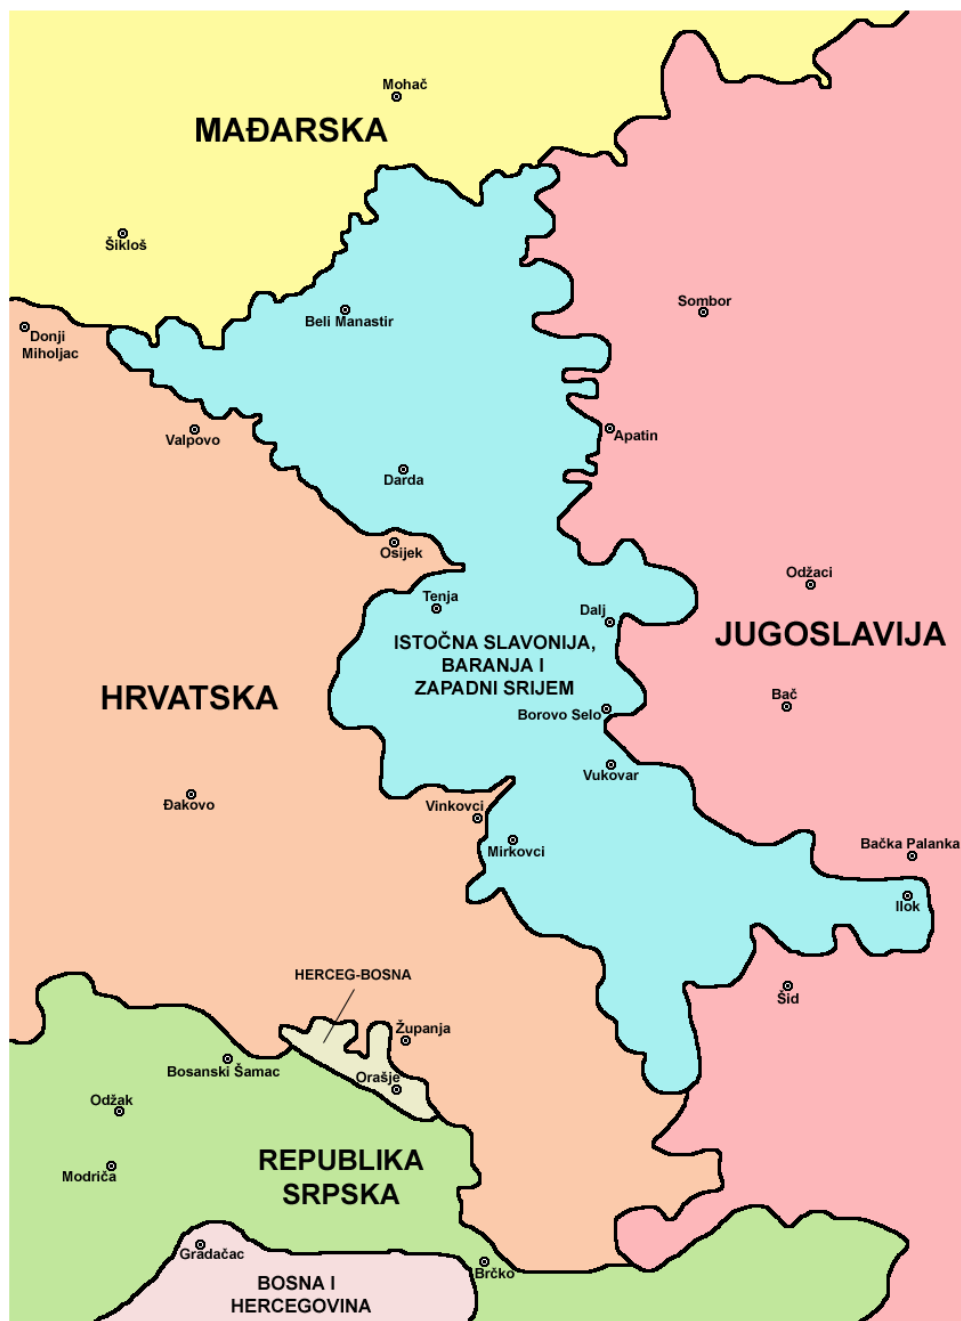 Mohač
MAĐARSKA
Šikloš
Sombor
Beli Manastir
Donji
Miholjac
Valpovo
Apatin
Darda
Osijek
Odžaci
Tenja
Dalj
ISTOČNA SLAVONIJA,
BARANJA I
ZAPADNI SRIJEM
JUGOSLAVIJA
HRVATSKA
Bač
Borovo Selo
Vukovar
Đakovo
Vinkovci
Mirkovci
Bačka Palanka
Ilok
HERCEG-BOSNA
Šid
Županja
Bosanski Šamac
Orašje
Odžak
REPUBLIKA
SRPSKA
Modriča
Gradačac
Brčko
BOSNA I
HERCEGOVINA